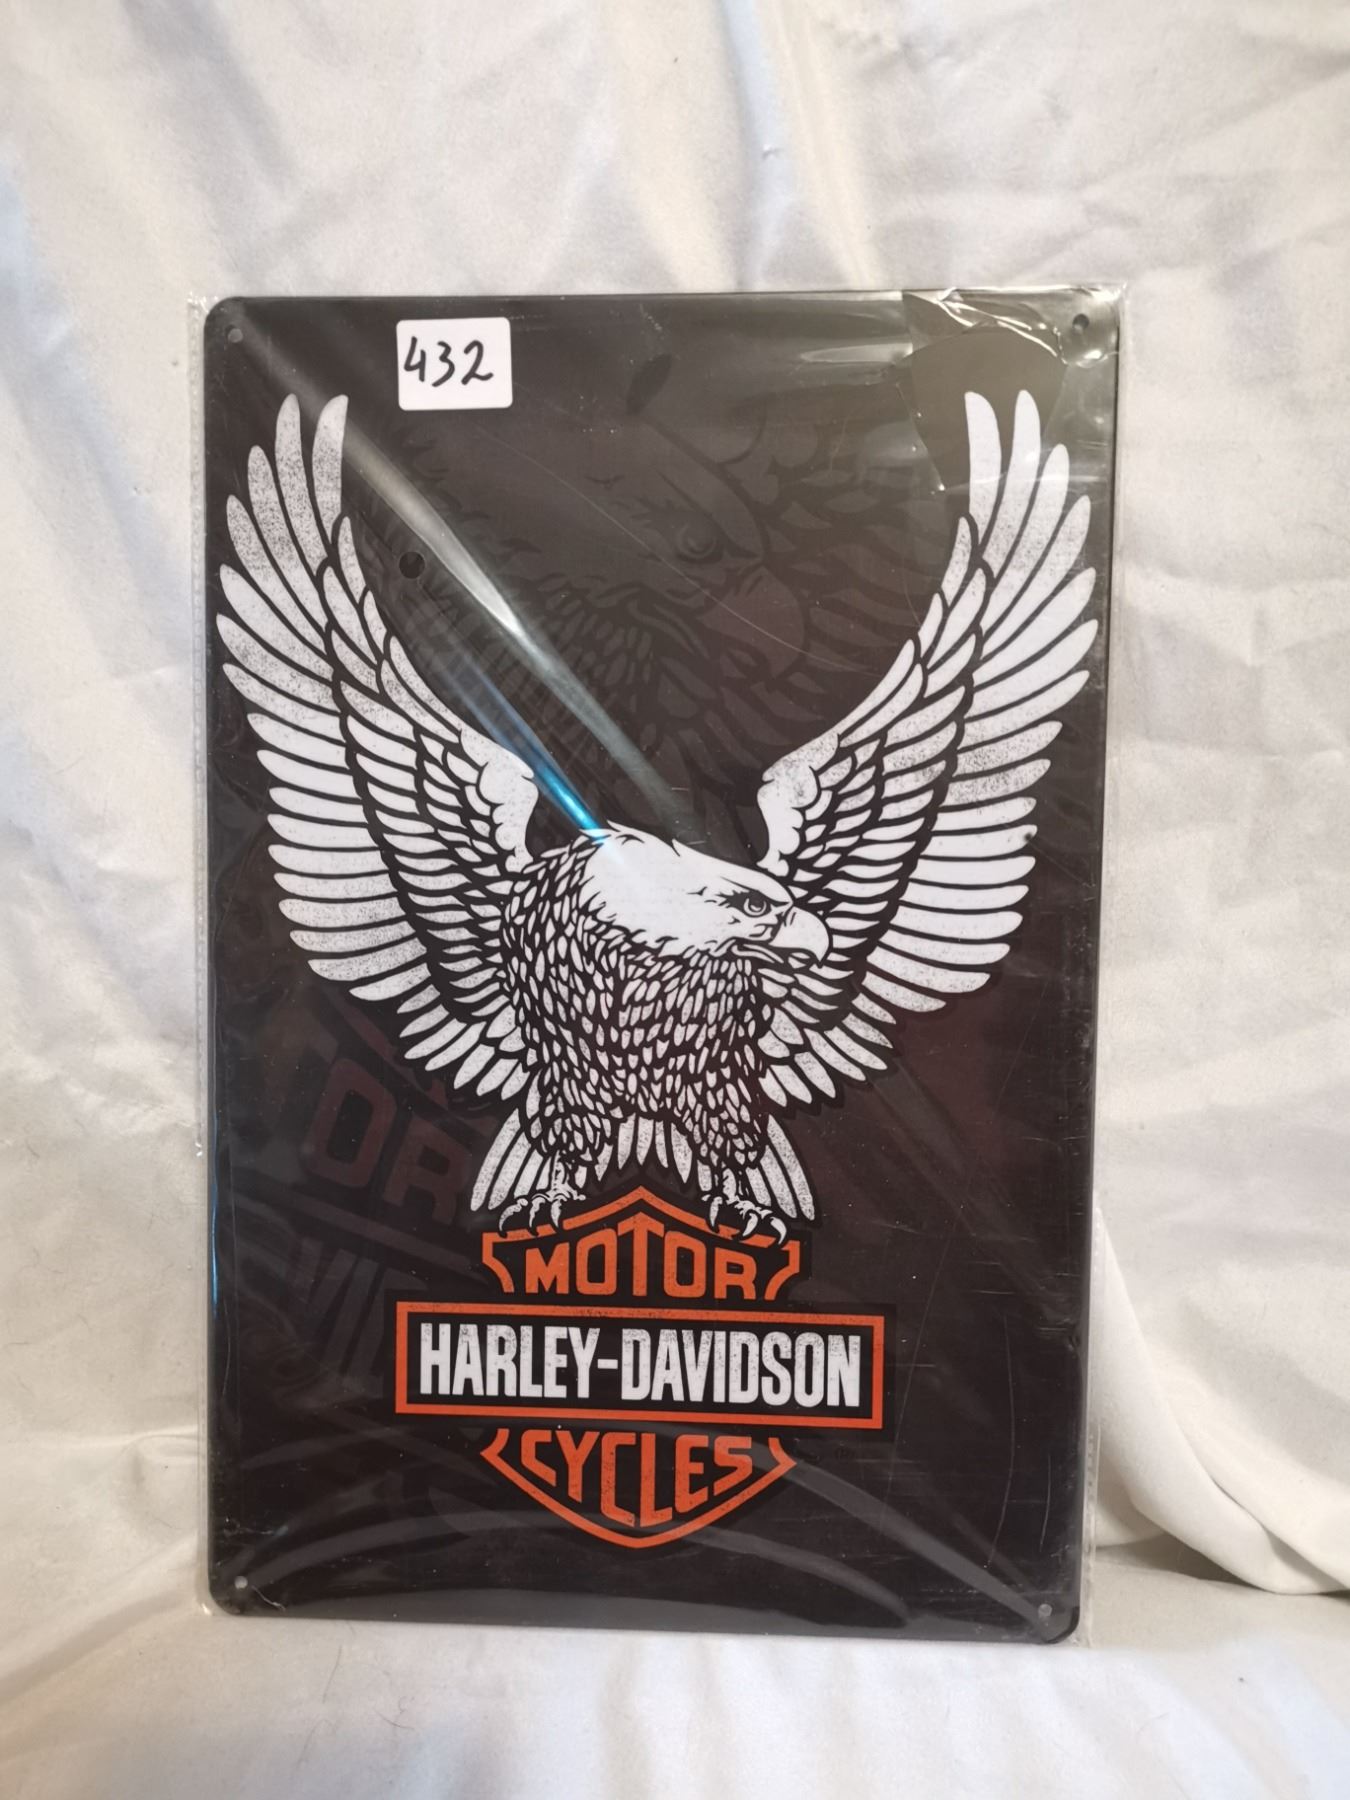 432
MOTOR
HARLEY-DAVIDSON
CYCLES